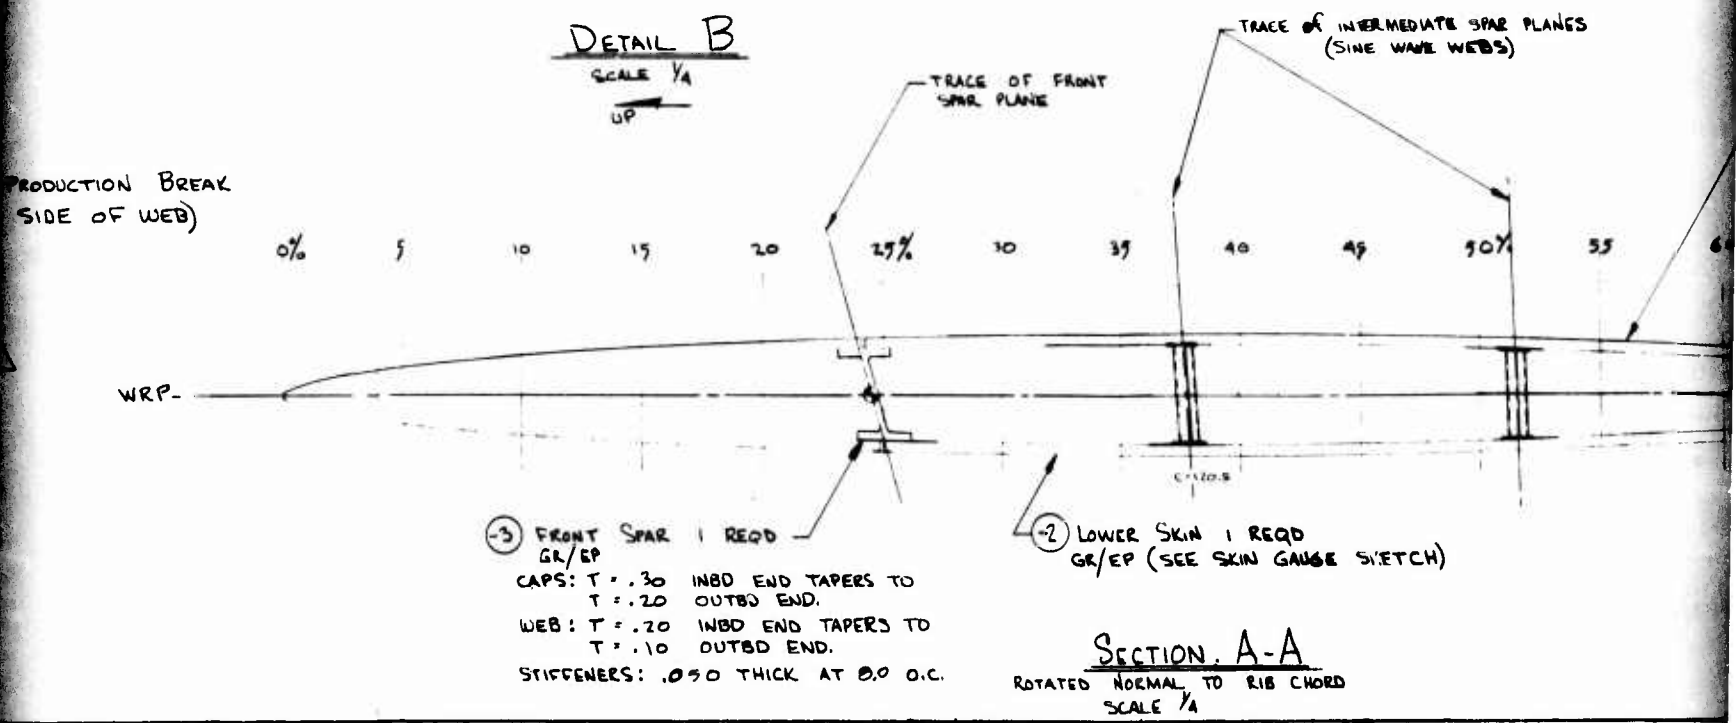 DETAIL B
SCALE 1/4
UP
TRACE OF FRONT
SPAR PLANE
TRACE of INTERMEDIATE SPAR PLANES
(SINE WAVE WEBS)
PRODUCTION BREAK
SIDE OF WEB)
0% 5 10 15 20 25% 30 35 40 45 50% 55
WRP-
-3 FRONT SPAR 1 REQD
GR/EP
CAPS: T = .30 INBD END TAPERS TO
T = .20 OUTBD END.
WEB: T = .20 INBD END TAPERS TO
T = .10 OUTBD END.
STIFFENERS: .050 THICK AT 8.0 O.C.
-2 LOWER SKIN 1 REQD
GR/EP (SEE SKIN GAUGE SKETCH)
SECTION A-A
ROTATED NORMAL TO RIB CHORD
SCALE 1/4